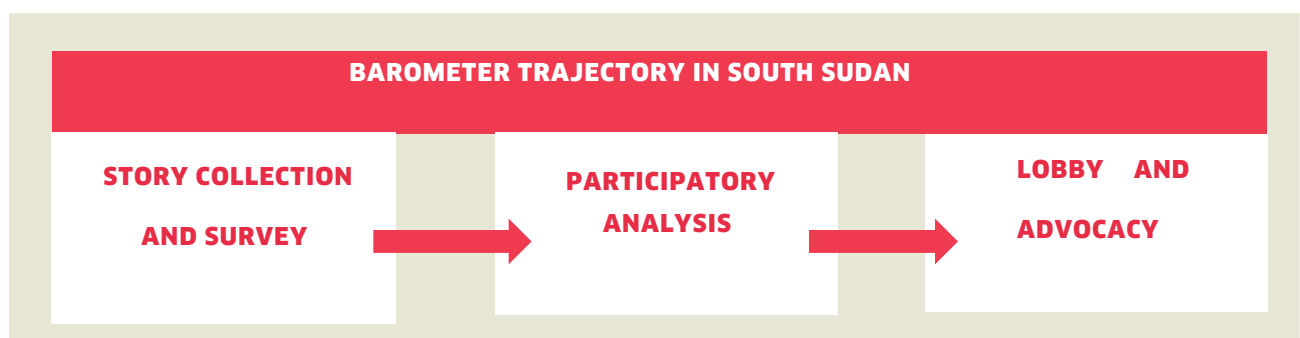 BAROMETER TRAJECTORY IN SOUTH SUDAN
STORY COLLECTION
AND SURVEY
PARTICIPATORY
ANALYSIS
LOBBY AND
ADVOCACY